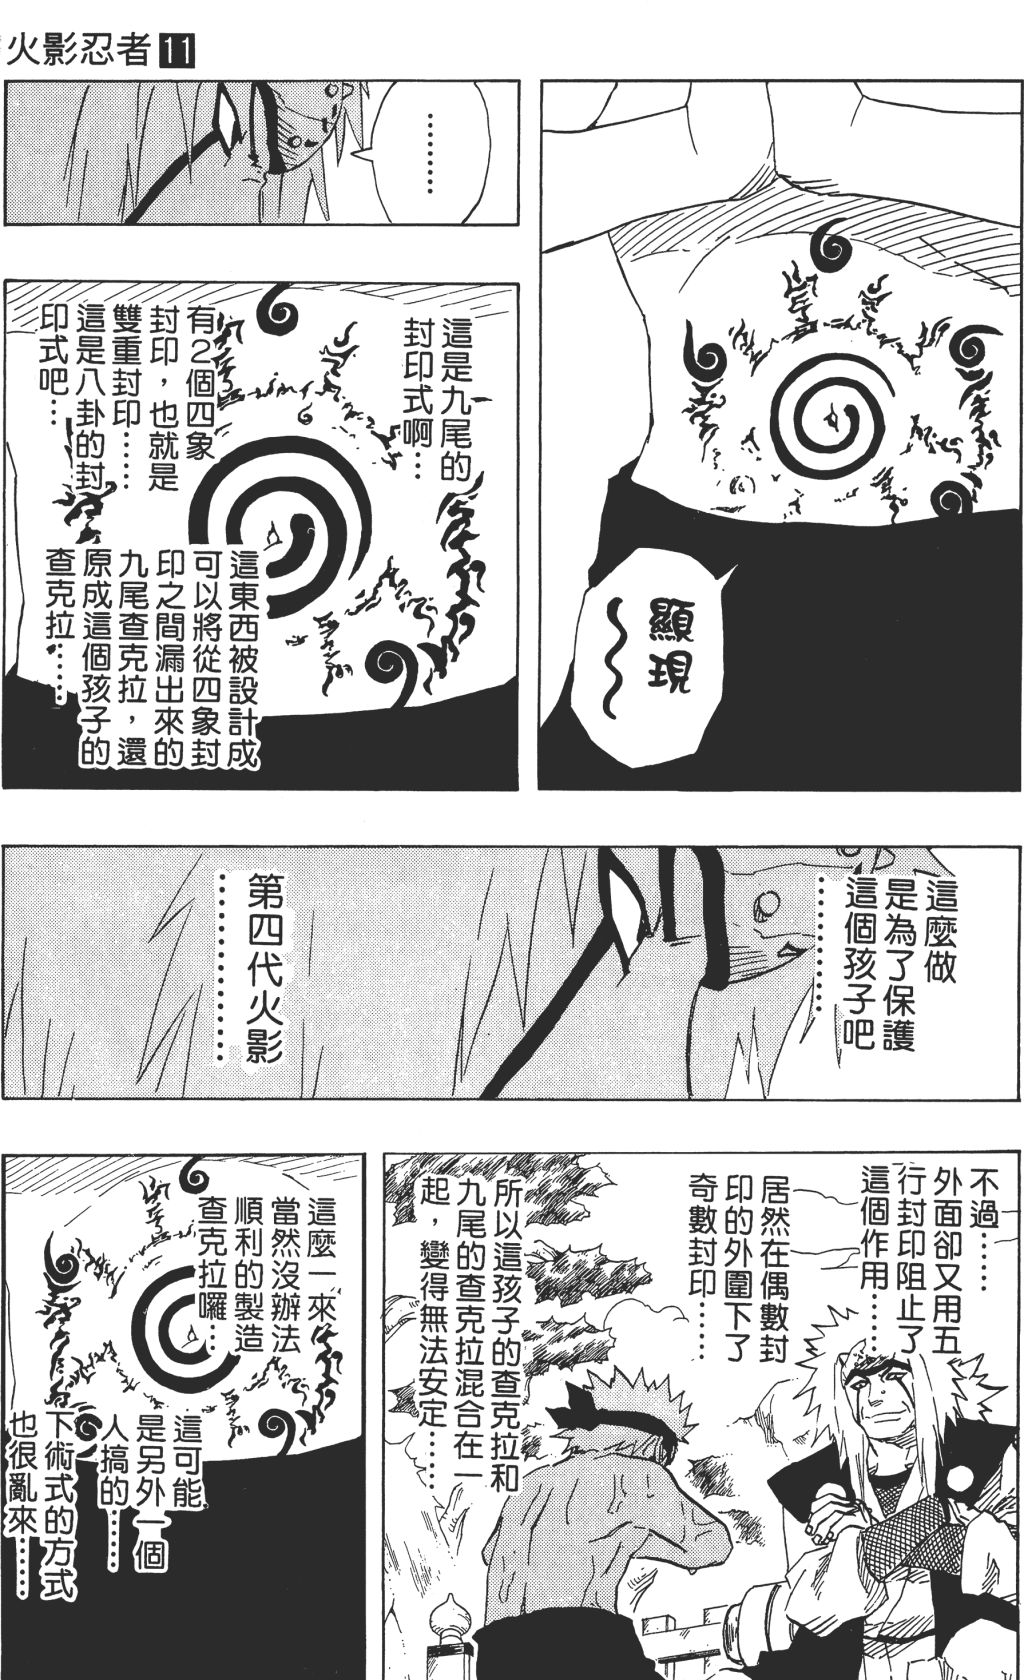 火影忍者11
顯
現
………
這是九尾的
封印式啊…
有2個四象
封印，也就是
雙重封印……
這是八卦的封
印式吧…
這東西被設計成
可以將從四象封
印之間漏出來的
九尾查克拉，還
原成這個孩子的
查克拉……
這麼做
是為了保護
這個孩子吧
………
第四代火影
………
不過……
外面卻又用五
行封印阻止了
這個作用……
居然在偶數封
印的外圍下了
奇數封印…
所以這孩子的查克拉和
九尾的查克拉混合在一
起，變得無法安定……
這麼一來
當然沒辦法
順利的製造
查克拉囉…
這可能
是另外一個
人搞的……
下術式的方式
也很亂來……